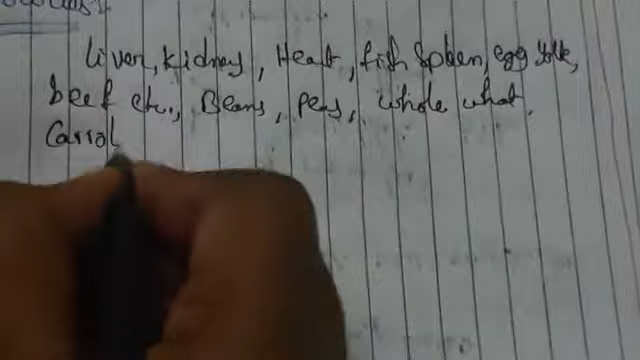 Liver, Kidney, Heart, fish spleen, egg yolk,
beef etc., Beans, peas, whole what,
Carrot